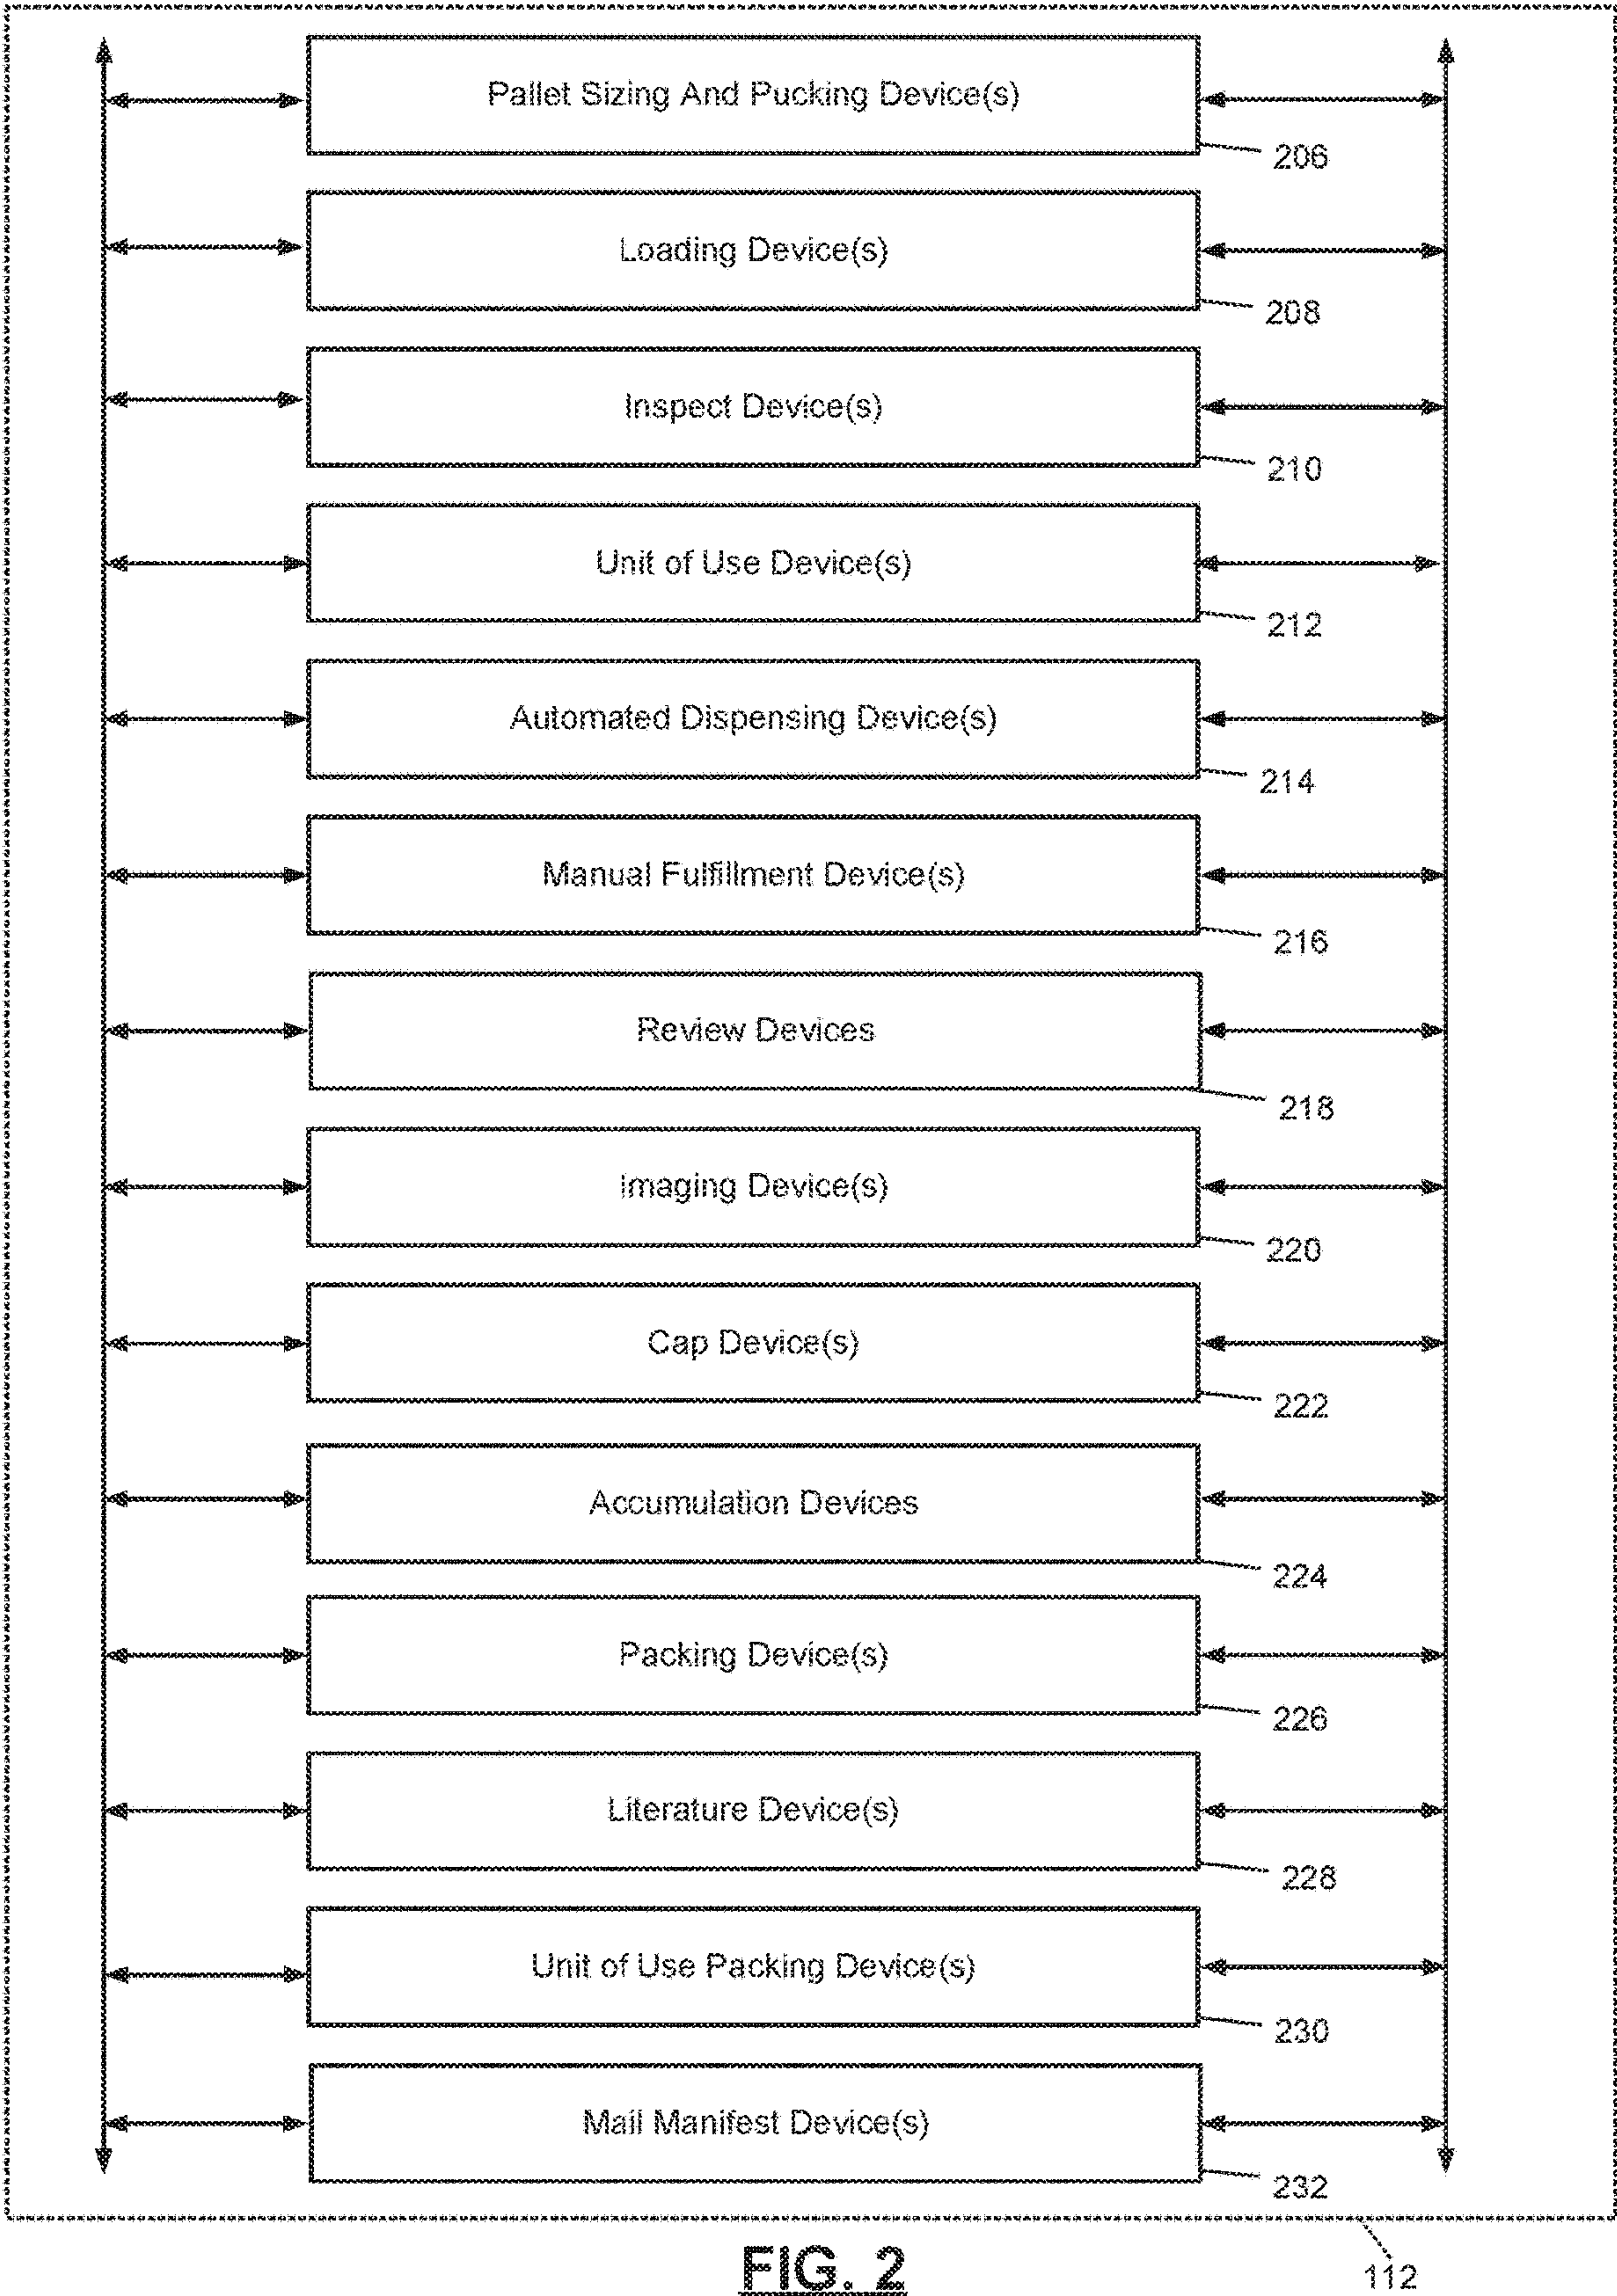 Pallet Sizing And Pucking Device(s)
206
Loading Device(s)
208
Inspect Device(s)
210
Unit of Use Device(s)
212
Automated Dispensing Device(s)
214
Manual Fulfillment Device(s)
216
Review Devices
218
Imaging Device(s)
220
Cap Device(s)
222
Accumulation Devices
224
Packing Device(s)
226
Literature Device(s)
228
Unit of Use Packing Device(s)
230
Mail Manifest Device(s)
232
FIG. 2
112